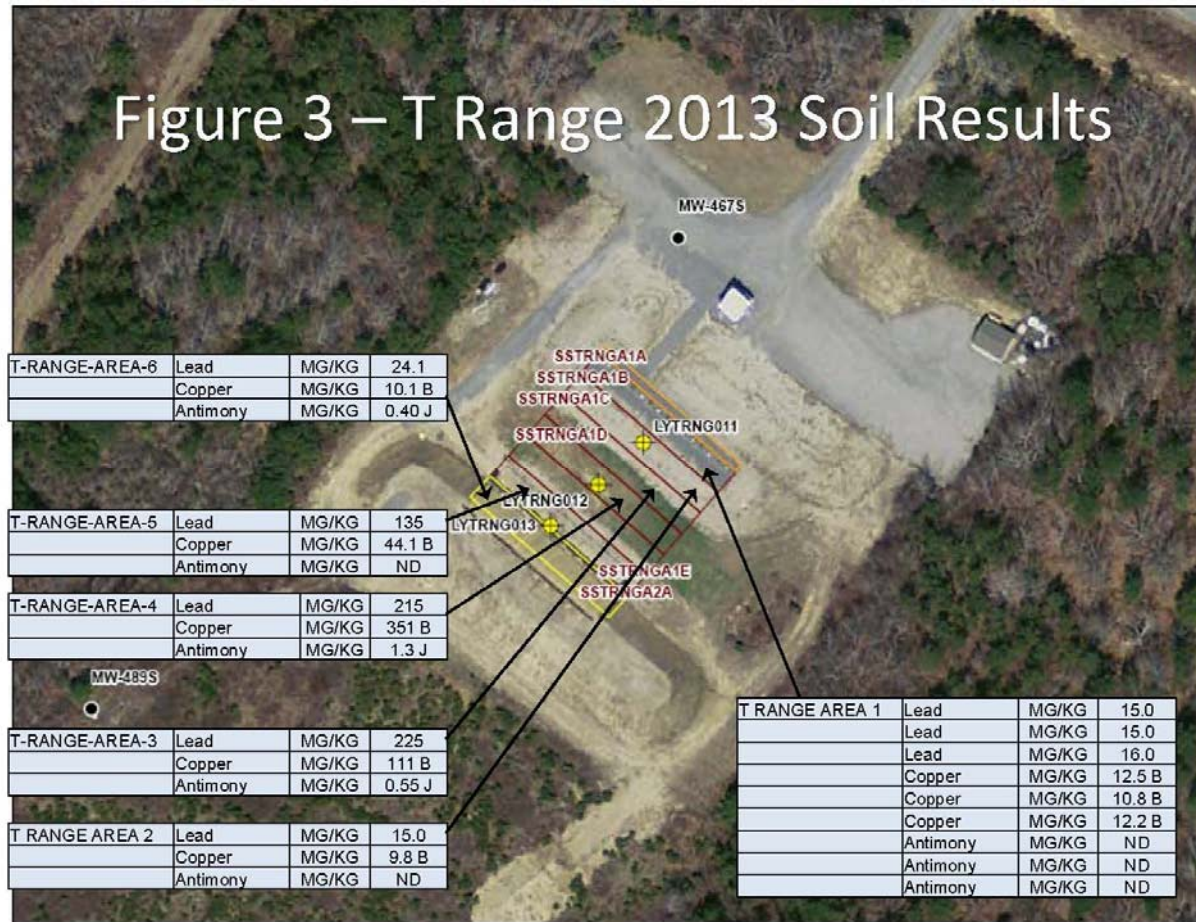 Figure 3 – T Range 2013 Soil Results
MW-467S
SSTRNGA1A
SSTRNGA1B
SSTRNGA1C
SSTRNGA1D
LYTRNG011
LYTRNG012
LYTRNG013
SSTRNGA1E
SSTRNGA2A
T-RANGE-AREA-6 Lead MG/KG 24.1
Copper MG/KG 10.1 B
Antimony MG/KG 0.40 J
T-RANGE-AREA-5 Lead MG/KG 135
Copper MG/KG 44.1 B
Antimony MG/KG ND
T-RANGE-AREA-4 Lead MG/KG 215
Copper MG/KG 351 B
Antimony MG/KG 1.3 J
MW-489S
T-RANGE-AREA-3 Lead MG/KG 225
Copper MG/KG 111 B
Antimony MG/KG 0.55 J
T RANGE AREA 2 Lead MG/KG 15.0
Copper MG/KG 9.8 B
Antimony MG/KG ND
T RANGE AREA 1 Lead MG/KG 15.0
Lead MG/KG 15.0
Lead MG/KG 16.0
Copper MG/KG 12.5 B
Copper MG/KG 10.8 B
Copper MG/KG 12.2 B
Antimony MG/KG ND
Antimony MG/KG ND
Antimony MG/KG ND